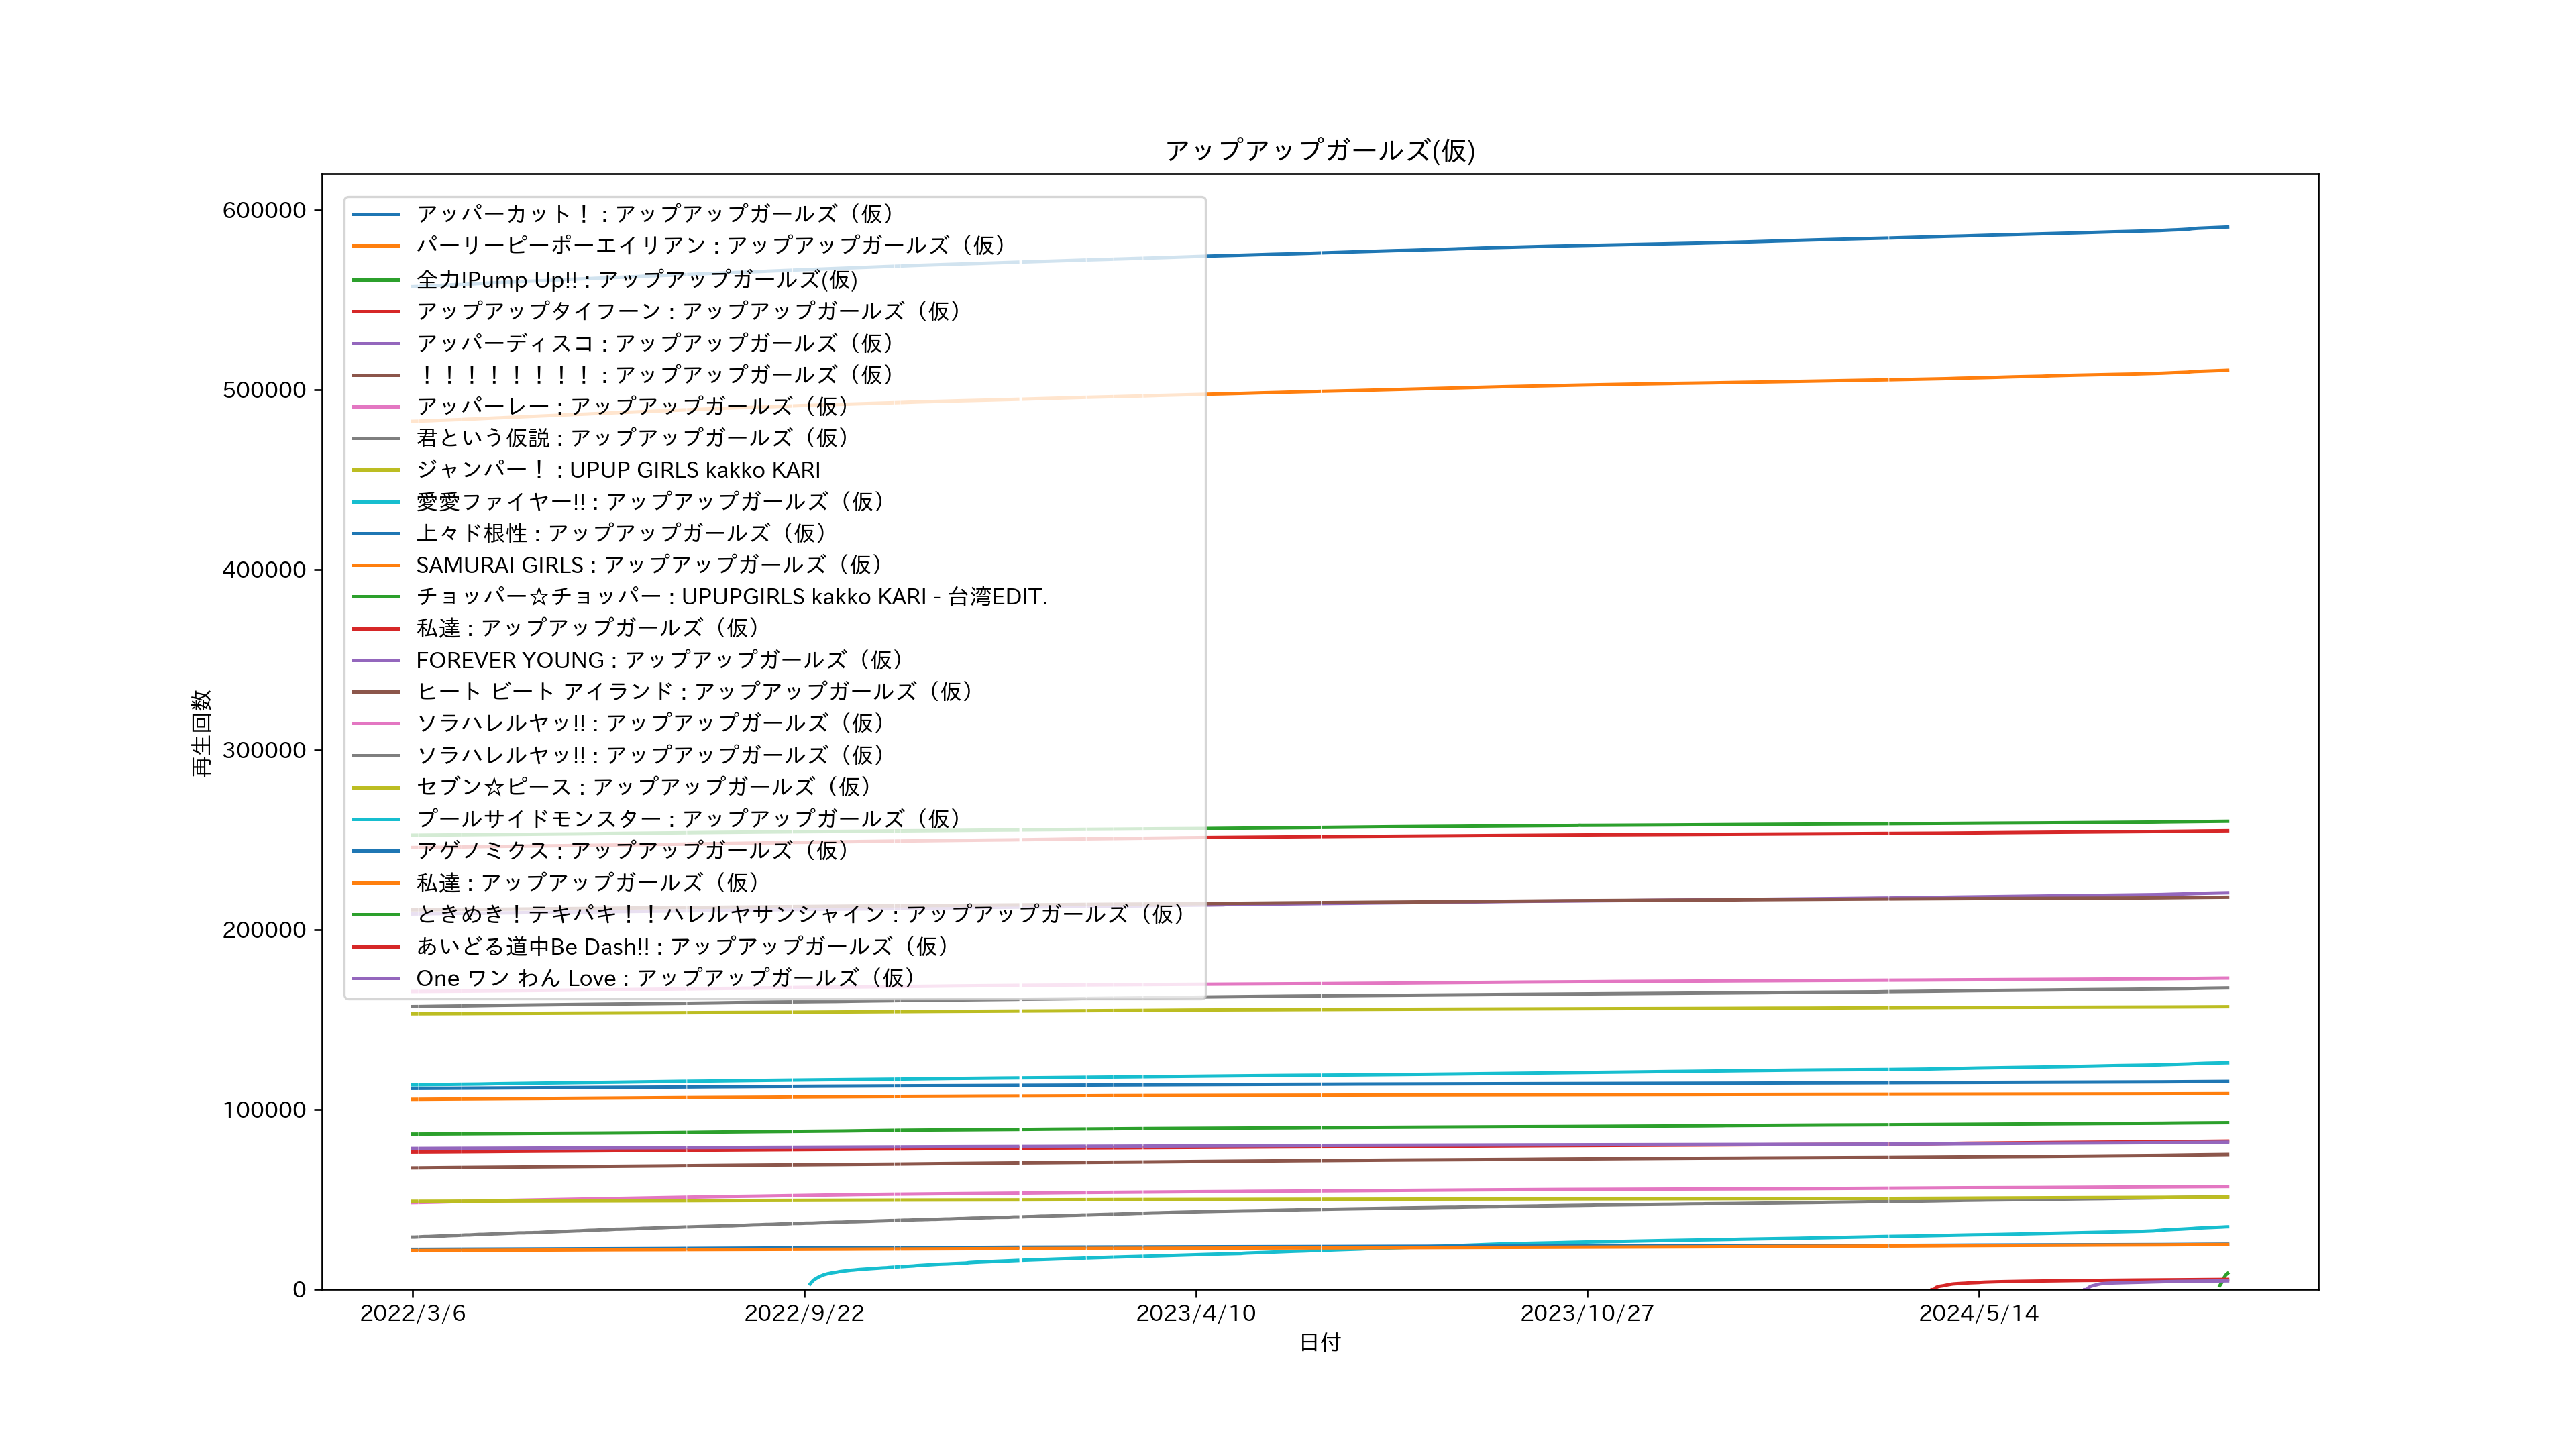 アップアップガールズ(仮)
600000
500000
400000
300000
200000
100000
0
再生回数
アッパーカット！ : アップアップガールズ（仮）
パーリーピーポーエイリアン : アップアップガールズ（仮）
全力!Pump Up!! : アップアップガールズ(仮)
アップアップタイフーン : アップアップガールズ（仮）
アッパーディスコ : アップアップガールズ（仮）
！！！！！！！！ : アップアップガールズ（仮）
アッパーレー : アップアップガールズ（仮）
君という仮説 : アップアップガールズ（仮）
ジャンパー！ : UPUP GIRLS kakko KARI
愛愛ファイヤー!! : アップアップガールズ（仮）
上々ド根性 : アップアップガールズ（仮）
SAMURAI GIRLS : アップアップガールズ（仮）
チョッパー☆チョッパー : UPUPGIRLS kakko KARI - 台湾EDIT.
私達 : アップアップガールズ（仮）
FOREVER YOUNG : アップアップガールズ（仮）
ヒート ビート アイランド : アップアップガールズ（仮）
ソラハレルヤッ!! : アップアップガールズ（仮）
ソラハレルヤッ!! : アップアップガールズ（仮）
セブン☆ピース : アップアップガールズ（仮）
プールサイドモンスター : アップアップガールズ（仮）
アゲノミクス : アップアップガールズ（仮）
私達 : アップアップガールズ（仮）
ときめき！テキパキ！！ハレルヤサンシャイン : アップアップガールズ（仮）
あいどる道中Be Dash!! : アップアップガールズ（仮）
One ワン わん Love : アップアップガールズ（仮）
2022/3/6 2022/9/22 2023/4/10 2023/10/27 2024/5/14
日付